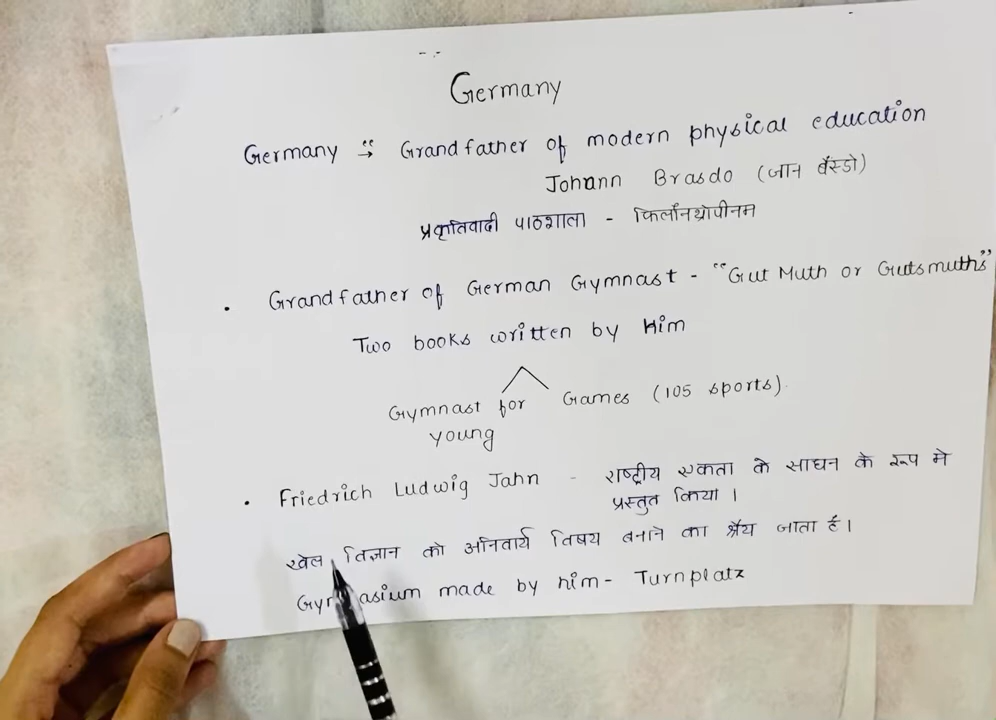 Germany
Germany → Grandfather of modern physical education
Johann Brasdo (जान बॅस्डो)
प्रकृतिवादी पाठशाला - फिर्लानथ्रोपीनम
. Grandfather of German Gymnast - "Gut Muth or Gutsmuths"
Two books written by him
Gymnast for Games (105 sports).
young
. Friedrich Ludwig Jahn - राष्ट्रीय एकता के साधन के रूप मे
प्रस्तुत किया ।
खेल विज्ञान को अनिवार्य विषय बनाने का श्रैय जाता है।
made by him - Turnplatz